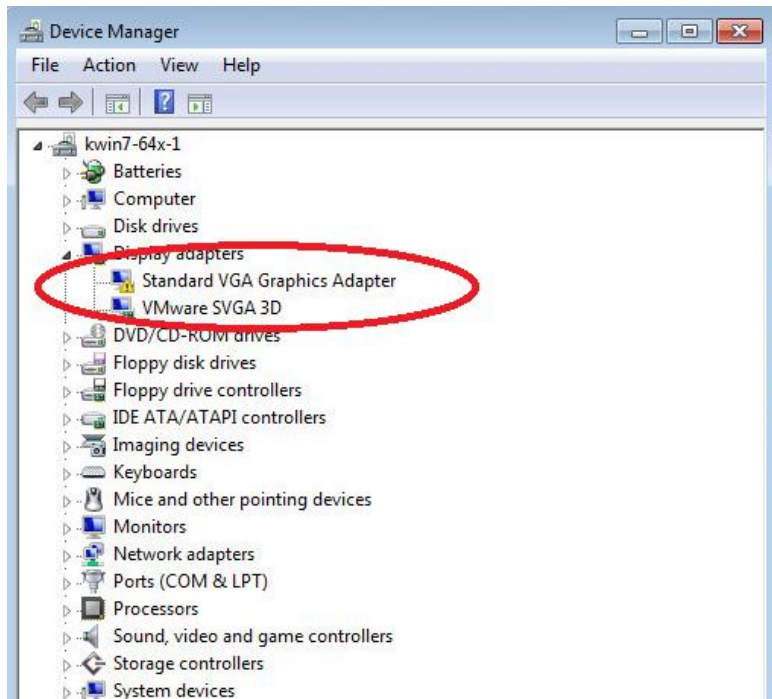 Device Manager
File Action View Help
kwin7-64x-1
Batteries
Computer
Disk drives
Display adapters
Standard VGA Graphics Adapter
VMware SVGA 3D
DVD/CD-ROM drives
Floppy disk drives
Floppy drive controllers
IDE ATA/ATAPI controllers
Imaging devices
Keyboards
Mice and other pointing devices
Monitors
Network adapters
Ports (COM & LPT)
Processors
Sound, video and game controllers
Storage controllers
System devices